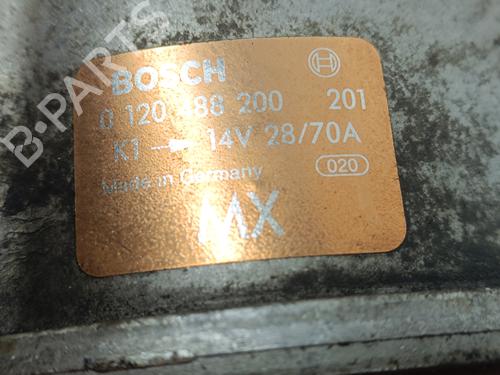 B-PARTS
BOSCH
0 120 488 200 201
K1 14V 28/70A
Made in Germany 020
MX